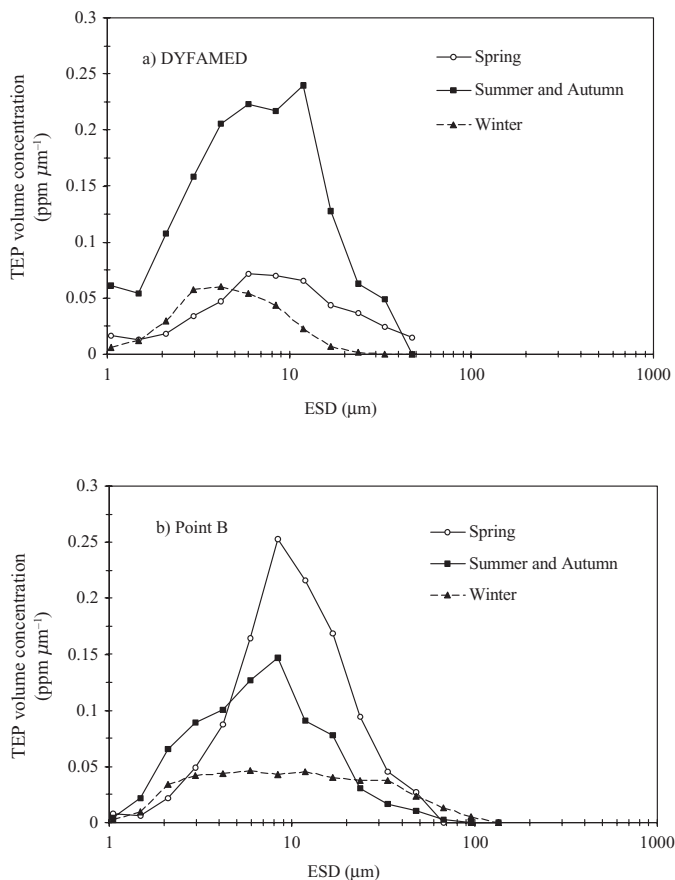 0.3
a) DYFAMED
0.25
Spring
Summer and Autumn
0.2
Winter
0.15
0.1
0.05
0
TEP volume concentration
(ppm µm⁻¹)
1 10 100 1000
ESD (µm)
0.3
b) Point B
0.25
Spring
Summer and Autumn
0.2
Winter
0.15
0.1
0.05
0
TEP volume concentration
(ppm µm⁻¹)
1 10 100 1000
ESD (µm)